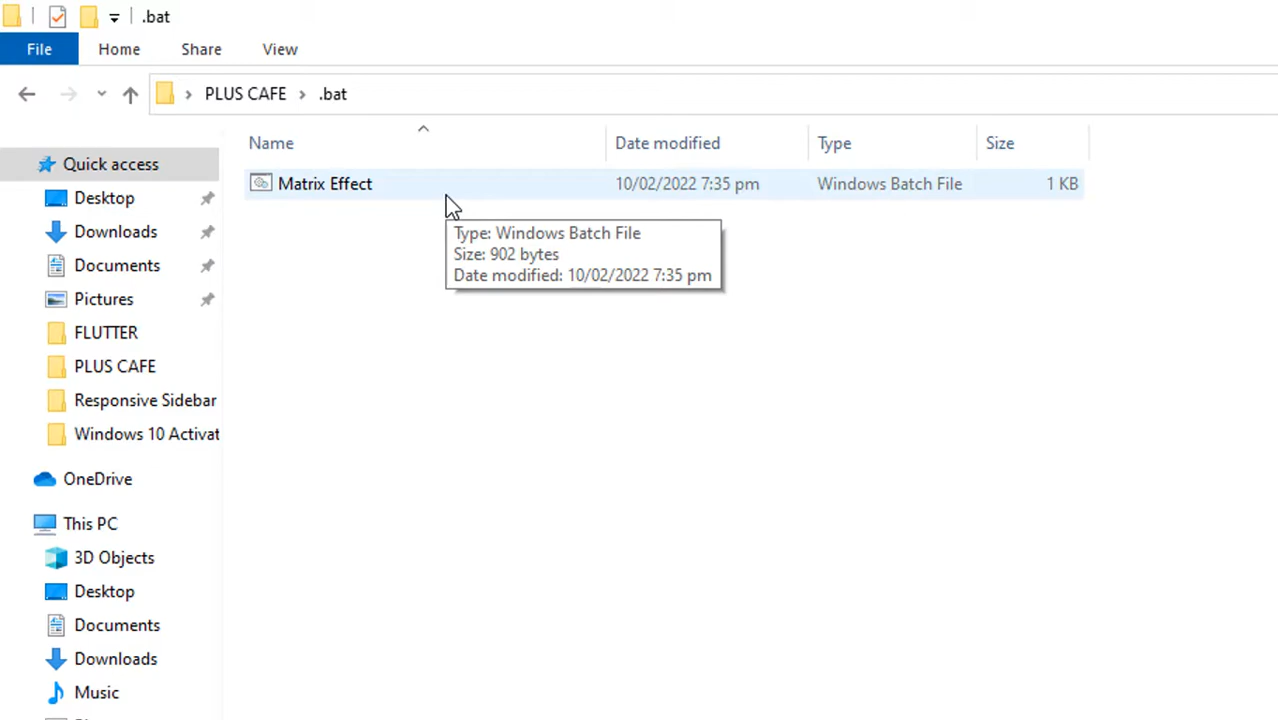 .bat
File Home Share View
PLUS CAFE .bat
Name Date modified Type Size
Matrix Effect 10/02/2022 7:35 pm Windows Batch File 1 KB
Type: Windows Batch File
Size: 902 bytes
Date modified: 10/02/2022 7:35 pm
Quick access
Desktop
Downloads
Documents
Pictures
FLUTTER
PLUS CAFE
Responsive Sidebar
Windows 10 Activat
OneDrive
This PC
3D Objects
Desktop
Documents
Downloads
Music